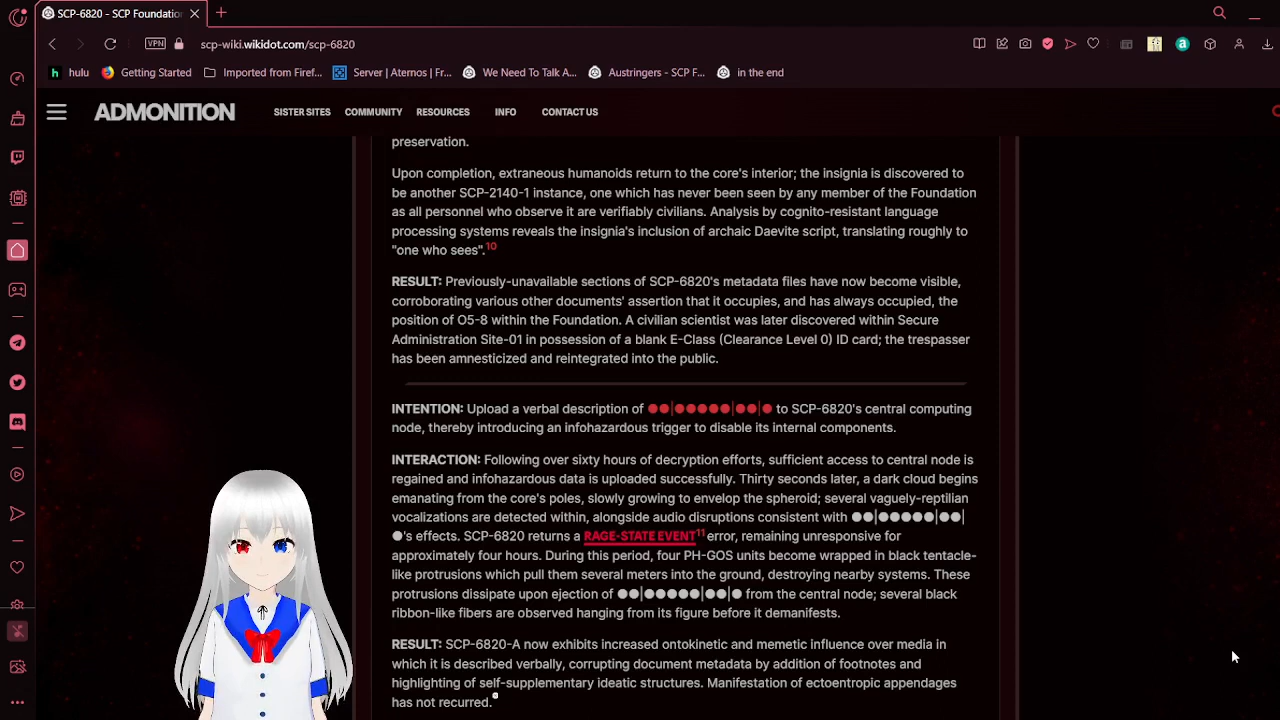 SCP-6820 - SCP Foundatio
scp-wiki.wikidot.com/scp-6820
VPN
hulu
Getting Started
Imported from Firef...
Server | Aternos | Fr...
We Need To Talk A...
Austringers - SCP F...
in the end
ADMONITION
SISTER SITES
COMMUNITY
RESOURCES
INFO
CONTACT US
preservation.
Upon completion, extraneous humanoids return to the core's interior; the insignia is discovered to
be another SCP-2140-1 instance, one which has never been seen by any member of the Foundation
as all personnel who observe it are verifiably civilians. Analysis by cognito-resistant language
processing systems reveals the insignia's inclusion of archaic Daevite script, translating roughly to
"one who sees".10
RESULT: Previously-unavailable sections of SCP-6820's metadata files have now become visible,
corroborating various other documents' assertion that it occupies, and has always occupied, the
position of O5-8 within the Foundation. A civilian scientist was later discovered within Secure
Administration Site-01 in possession of a blank E-Class (Clearance Level 0) ID card; the trespasser
has been amnesticized and reintegrated into the public.
INTENTION: Upload a verbal description of ●●|●●●●●|●●|● to SCP-6820's central computing
node, thereby introducing an infohazardous trigger to disable its internal components.
INTERACTION: Following over sixty hours of decryption efforts, sufficient access to central node is
regained and infohazardous data is uploaded successfully. Thirty seconds later, a dark cloud begins
emanating from the core's poles, slowly growing to envelop the spheroid; several vaguely-reptilian
vocalizations are detected within, alongside audio disruptions consistent with ●●|●●●●●|●●|
●'s effects. SCP-6820 returns a RAGE-STATE EVENT11 error, remaining unresponsive for
approximately four hours. During this period, four PH-GOS units become wrapped in black tentacle-
like protrusions which pull them several meters into the ground, destroying nearby systems. These
protrusions dissipate upon ejection of ●●|●●●●●|●●|● from the central node; several black
ribbon-like fibers are observed hanging from its figure before it demanifests.
RESULT: SCP-6820-A now exhibits increased ontokinetic and memetic influence over media in
which it is described verbally, corrupting document metadata by addition of footnotes and
highlighting of self-supplementary ideatic structures. Manifestation of ectoentropic appendages
has not recurred.